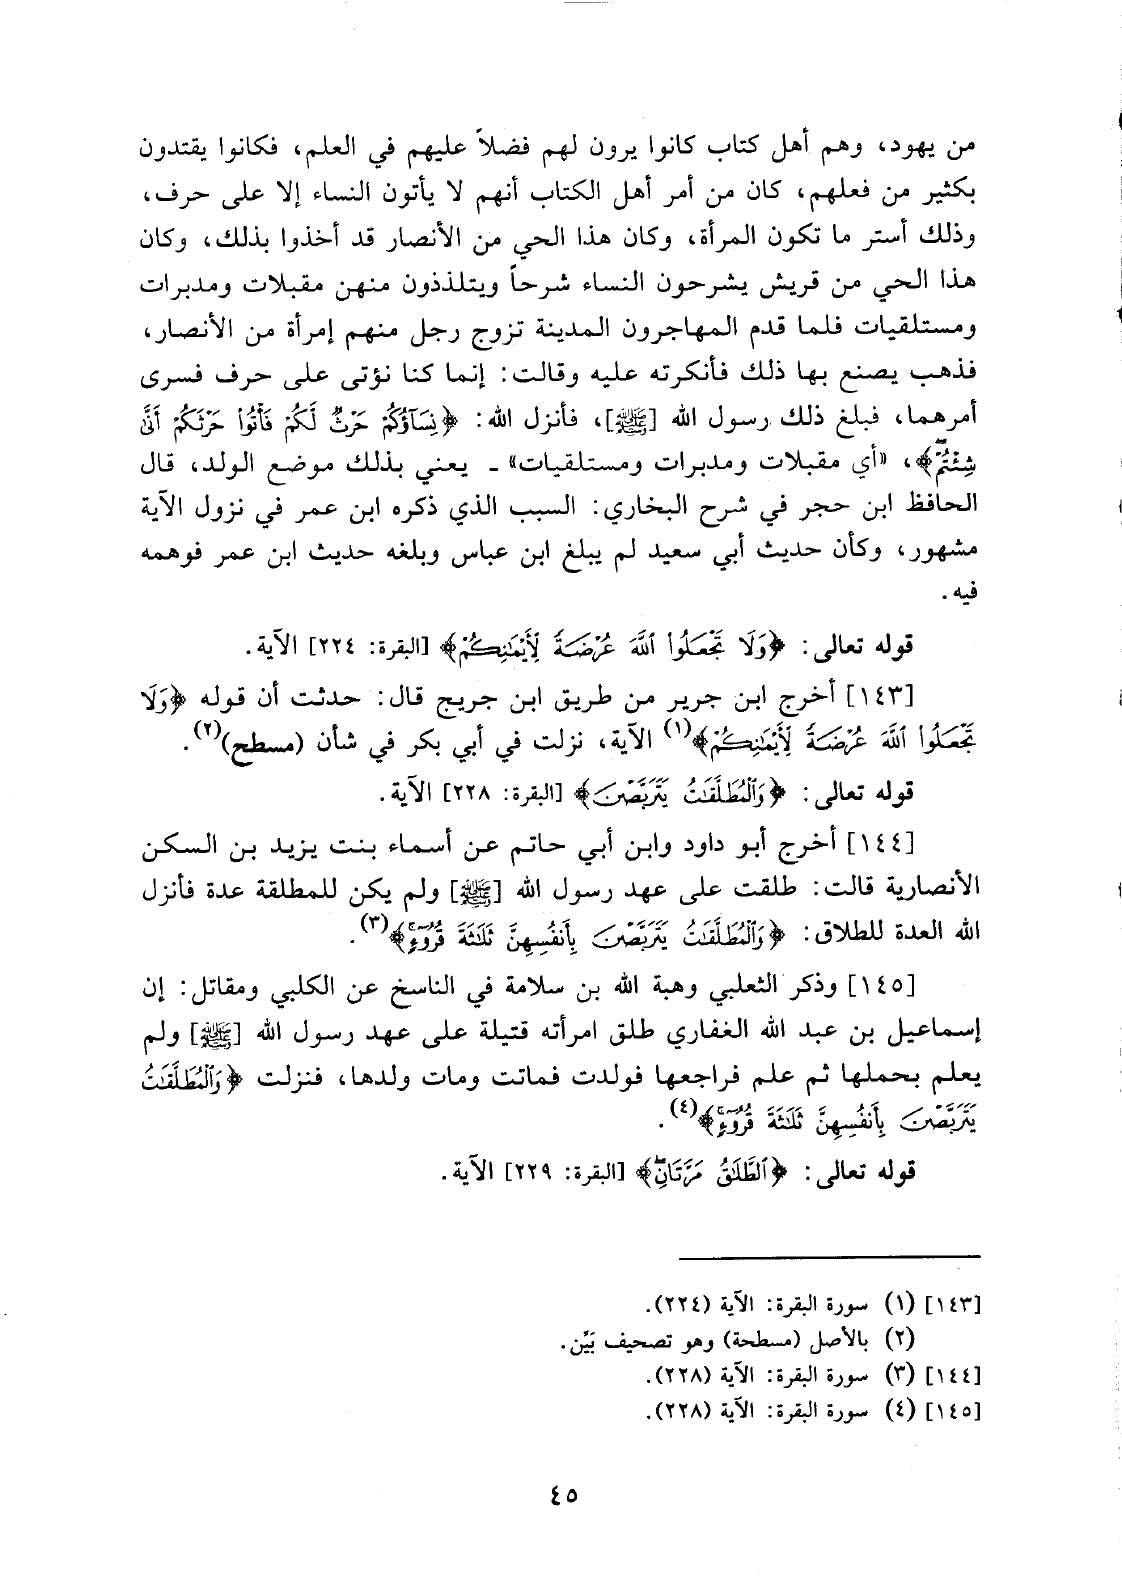 من يهود، وهم أهل كتاب كانوا يرون لهم فضلاً عليهم في العلم، فكانوا يقتدون
بكثير من فعلهم، كان من أمر أهل الكتاب أنهم لا يأتون النساء إلا على حرف،
وذلك أستر ما تكون المرأة، وكان هذا الحي من الأنصار قد أخذوا بذلك، وكان
هذا الحي من قريش يشرحون النساء شرحاً ويتلذذون منهن مقبلات ومدبرات
ومستلقيات فلما قدم المهاجرون المدينة تزوج رجل منهم إمرأة من الأنصار،
فذهب يصنع بها ذلك فأنكرته عليه وقالت: إنما كنا نؤتى على حرف فسرى
أمرهما، فبلغ ذلك رسول الله [ﷺ]، فأنزل الله: ﴿نِسَآؤُكُمْ حَرْثٌ لَّكُمْ فَأْتُوا۟ حَرْثَكُمْ أَنَّىٰ
شِئْتُمْۖ﴾، «أي مقبلات ومدبرات ومستلقيات» ـ يعني بذلك موضع الولد، قال
الحافظ ابن حجر في شرح البخاري: السبب الذي ذكره ابن عمر في نزول الآية
مشهور، وكأن حديث أبي سعيد لم يبلغ ابن عباس وبلغه حديث ابن عمر فوهمه
فيه.
قوله تعالى: ﴿وَلَا تَجْعَلُوا۟ ٱللَّهَ عُرْضَةً لِّأَيْمَـٰنِكُمْ﴾ [البقرة: ٢٢٤] الآية.
[١٤٣] أخرج ابن جرير من طريق ابن جريج قال: حدثت أن قوله ﴿وَلَا
تَجْعَلُوا۟ ٱللَّهَ عُرْضَةً لِّأَيْمَـٰنِكُمْ﴾(١) الآية، نزلت في أبي بكر في شأن (مسطح)(٢).
قوله تعالى: ﴿وَٱلْمُطَلَّقَـٰتُ يَتَرَبَّصْنَ﴾ [البقرة: ٢٢٨] الآية.
[١٤٤] أخرج أبو داود وابن أبي حاتم عن أسماء بنت يزيد بن السكن
الأنصارية قالت: طلقت على عهد رسول الله [ﷺ] ولم يكن للمطلقة عدة فأنزل
الله العدة للطلاق: ﴿وَٱلْمُطَلَّقَـٰتُ يَتَرَبَّصْنَ بِأَنفُسِهِنَّ ثَلَـٰثَةَ قُرُوٓءٍۚ﴾(٣).
[١٤٥] وذكر الثعلبي وهبة الله بن سلامة في الناسخ عن الكلبي ومقاتل: إن
إسماعيل بن عبد الله الغفاري طلق امرأته قتيلة على عهد رسول الله [ﷺ] ولم
يعلم بحملها ثم علم فراجعها فولدت فماتت ومات ولدها، فنزلت ﴿وَٱلْمُطَلَّقَـٰتُ
يَتَرَبَّصْنَ بِأَنفُسِهِنَّ ثَلَـٰثَةَ قُرُوٓءٍۚ﴾(٤).
قوله تعالى: ﴿ٱلطَّلَـٰقُ مَرَّتَانِۖ﴾ [البقرة: ٢٢٩] الآية.
[١٤٣] (١) سورة البقرة: الآية (٢٢٤).
(٢) بالأصل (مسطحة) وهو تصحيف بَيِّن.
[١٤٤] (٣) سورة البقرة: الآية (٢٢٨).
[١٤٥] (٤) سورة البقرة: الآية (٢٢٨).
٤٥